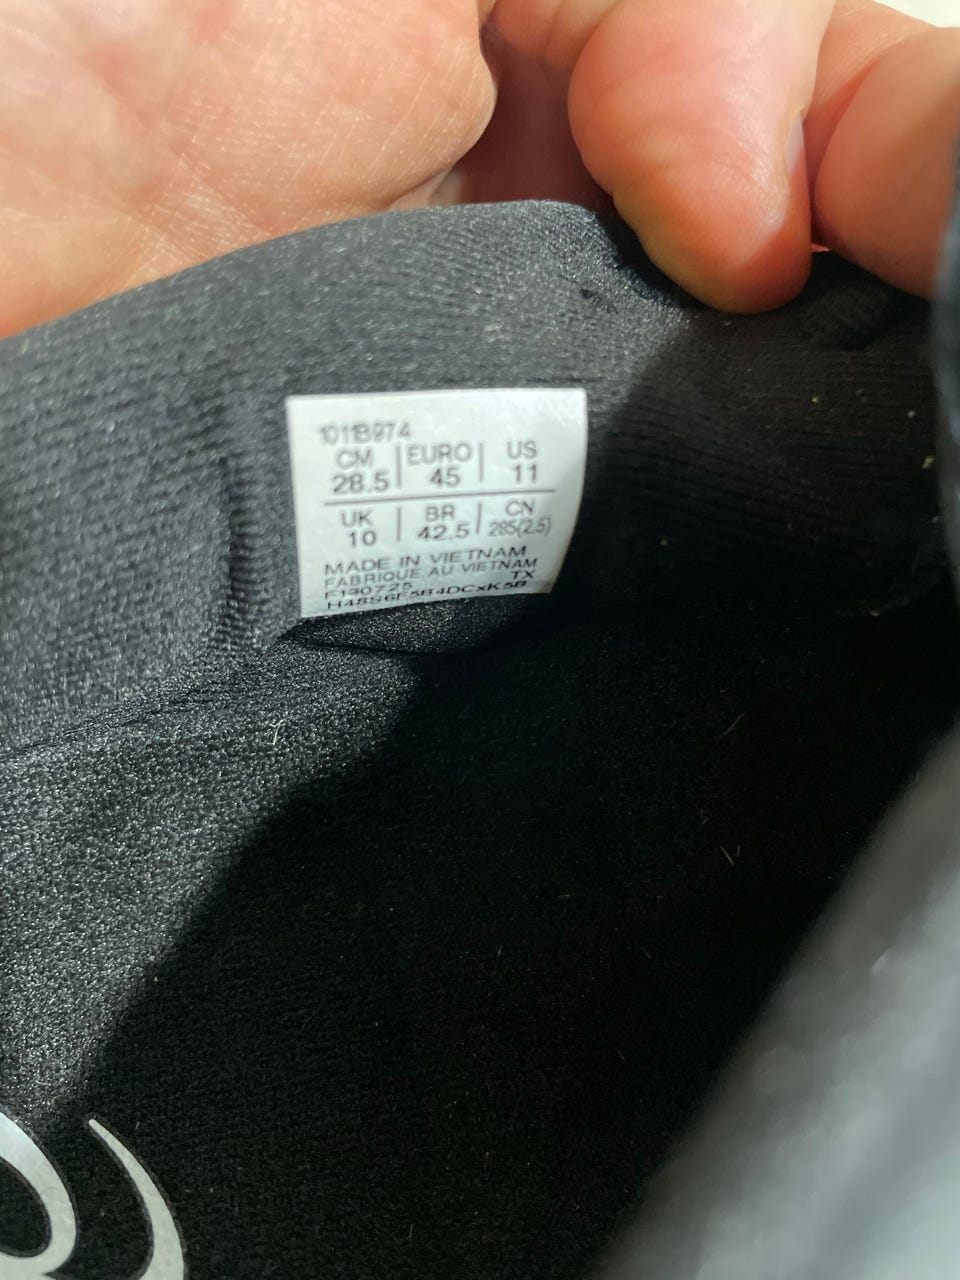 1011B974
CM | EURO | US
28.5 | 45 | 11
UK | BR | CN
10 | 42.5 | 285(2.5)
MADE IN VIETNAM
FABRIQUE AU VIETNAM
TX